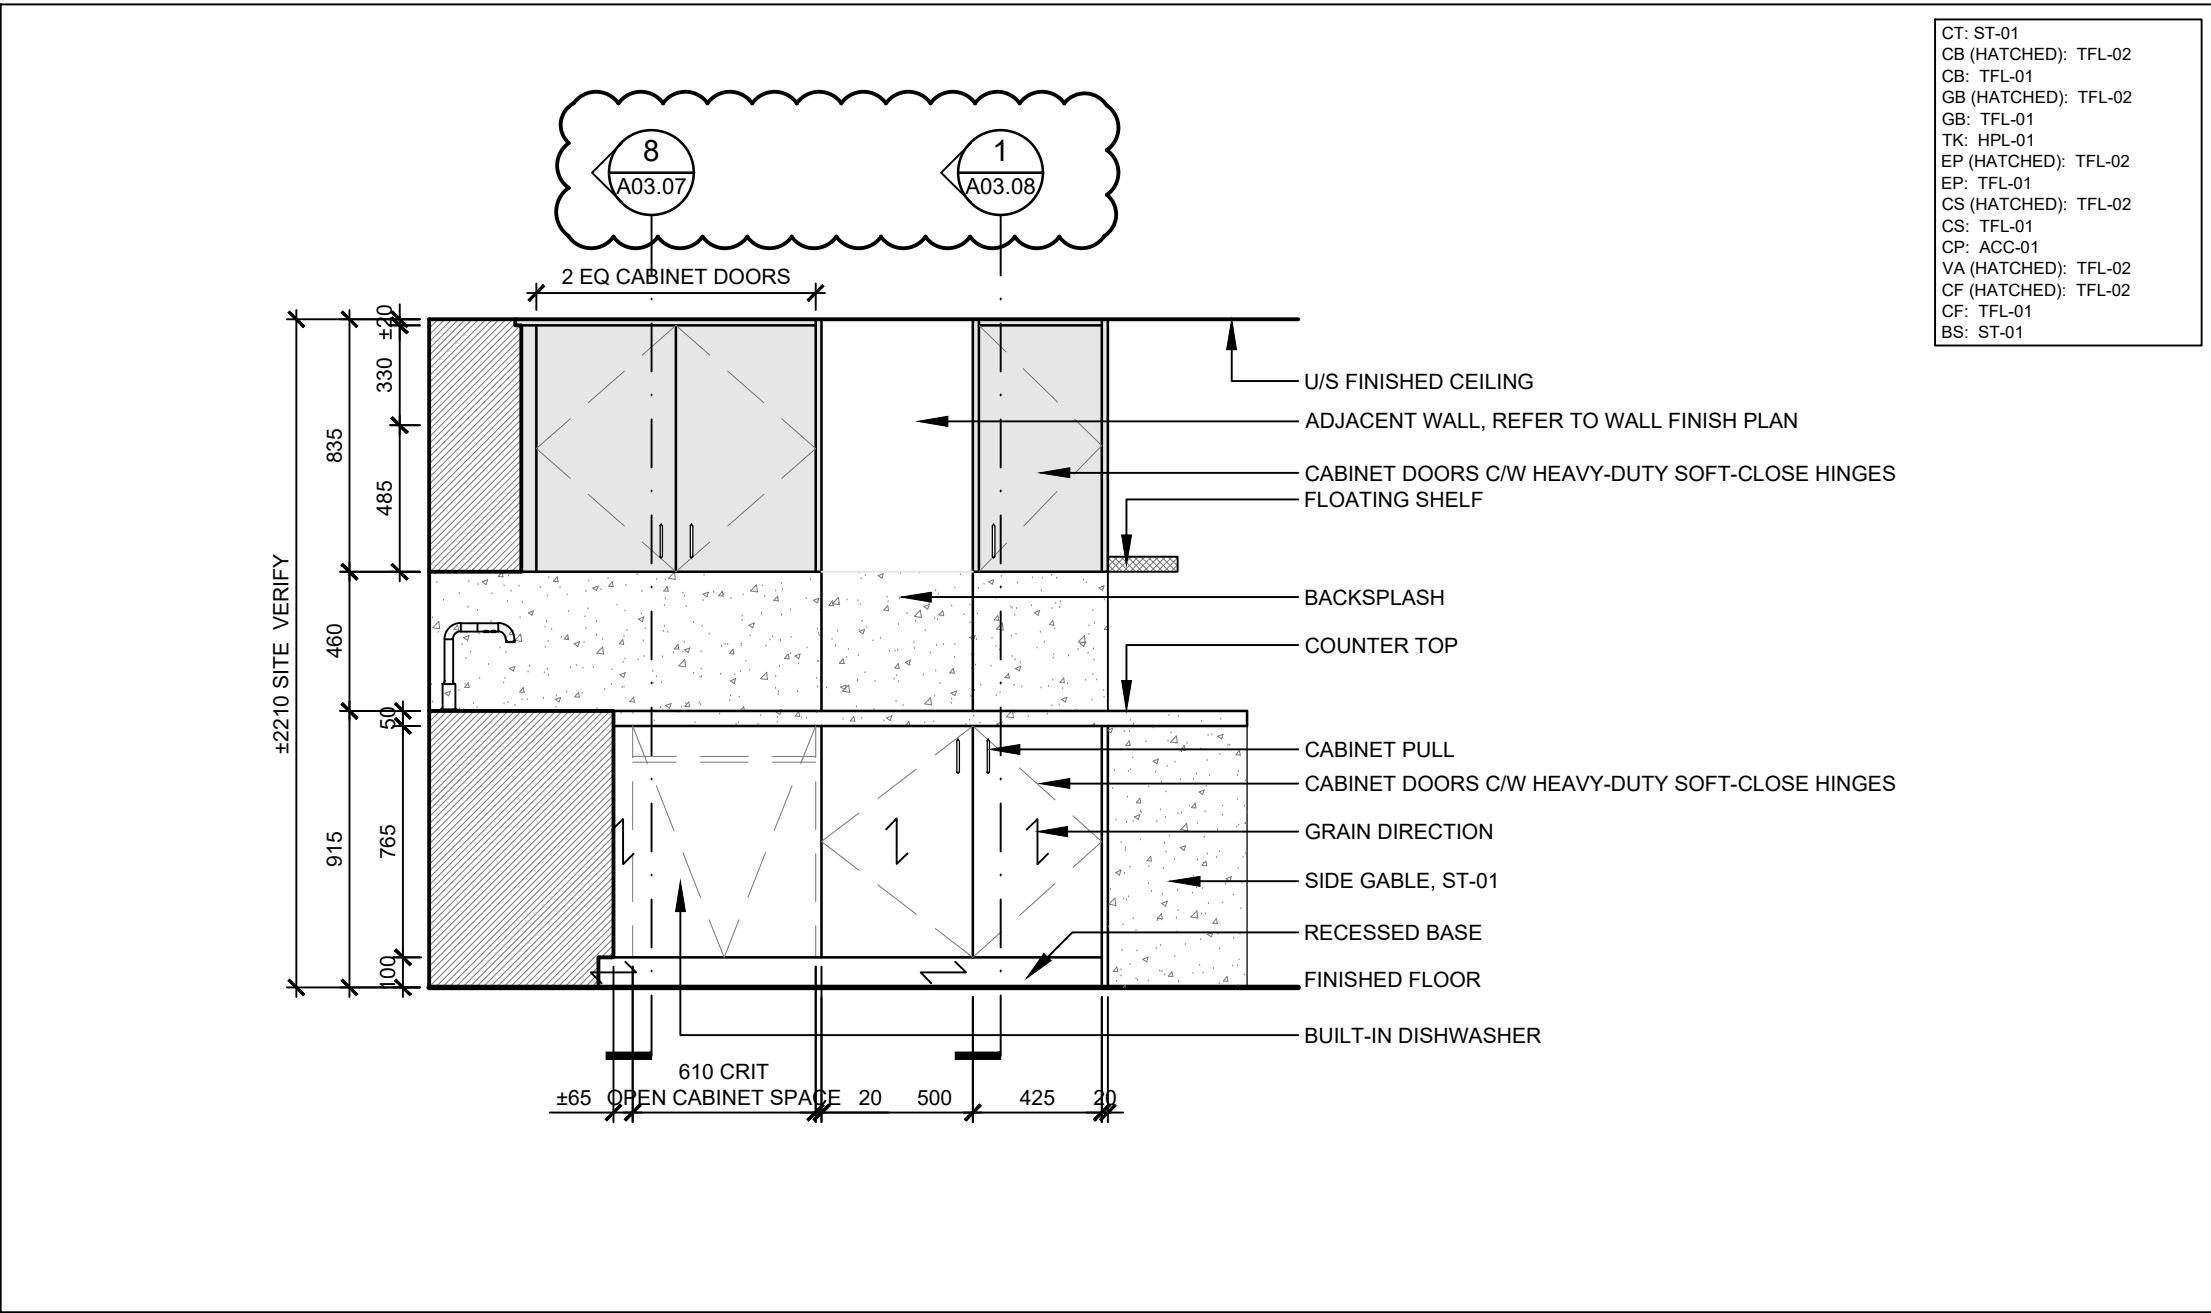 CT: ST-01
CB (HATCHED): TFL-02
CB: TFL-01
GB (HATCHED): TFL-02
GB: TFL-01
TK: HPL-01
EP (HATCHED): TFL-02
EP: TFL-01
CS (HATCHED): TFL-02
CS: TFL-01
CP: ACC-01
VA (HATCHED): TFL-02
CF (HATCHED): TFL-02
CF: TFL-01
BS: ST-01
8
A03.07
1
A03.08
2 EQ CABINET DOORS
±20
330
485
835
460
50
765
915
100
±2210 SITE VERIFY
U/S FINISHED CEILING
ADJACENT WALL, REFER TO WALL FINISH PLAN
CABINET DOORS C/W HEAVY-DUTY SOFT-CLOSE HINGES
FLOATING SHELF
BACKSPLASH
COUNTER TOP
CABINET PULL
CABINET DOORS C/W HEAVY-DUTY SOFT-CLOSE HINGES
GRAIN DIRECTION
SIDE GABLE, ST-01
RECESSED BASE
FINISHED FLOOR
BUILT-IN DISHWASHER
610 CRIT
±65 OPEN CABINET SPACE 20 500 425 20